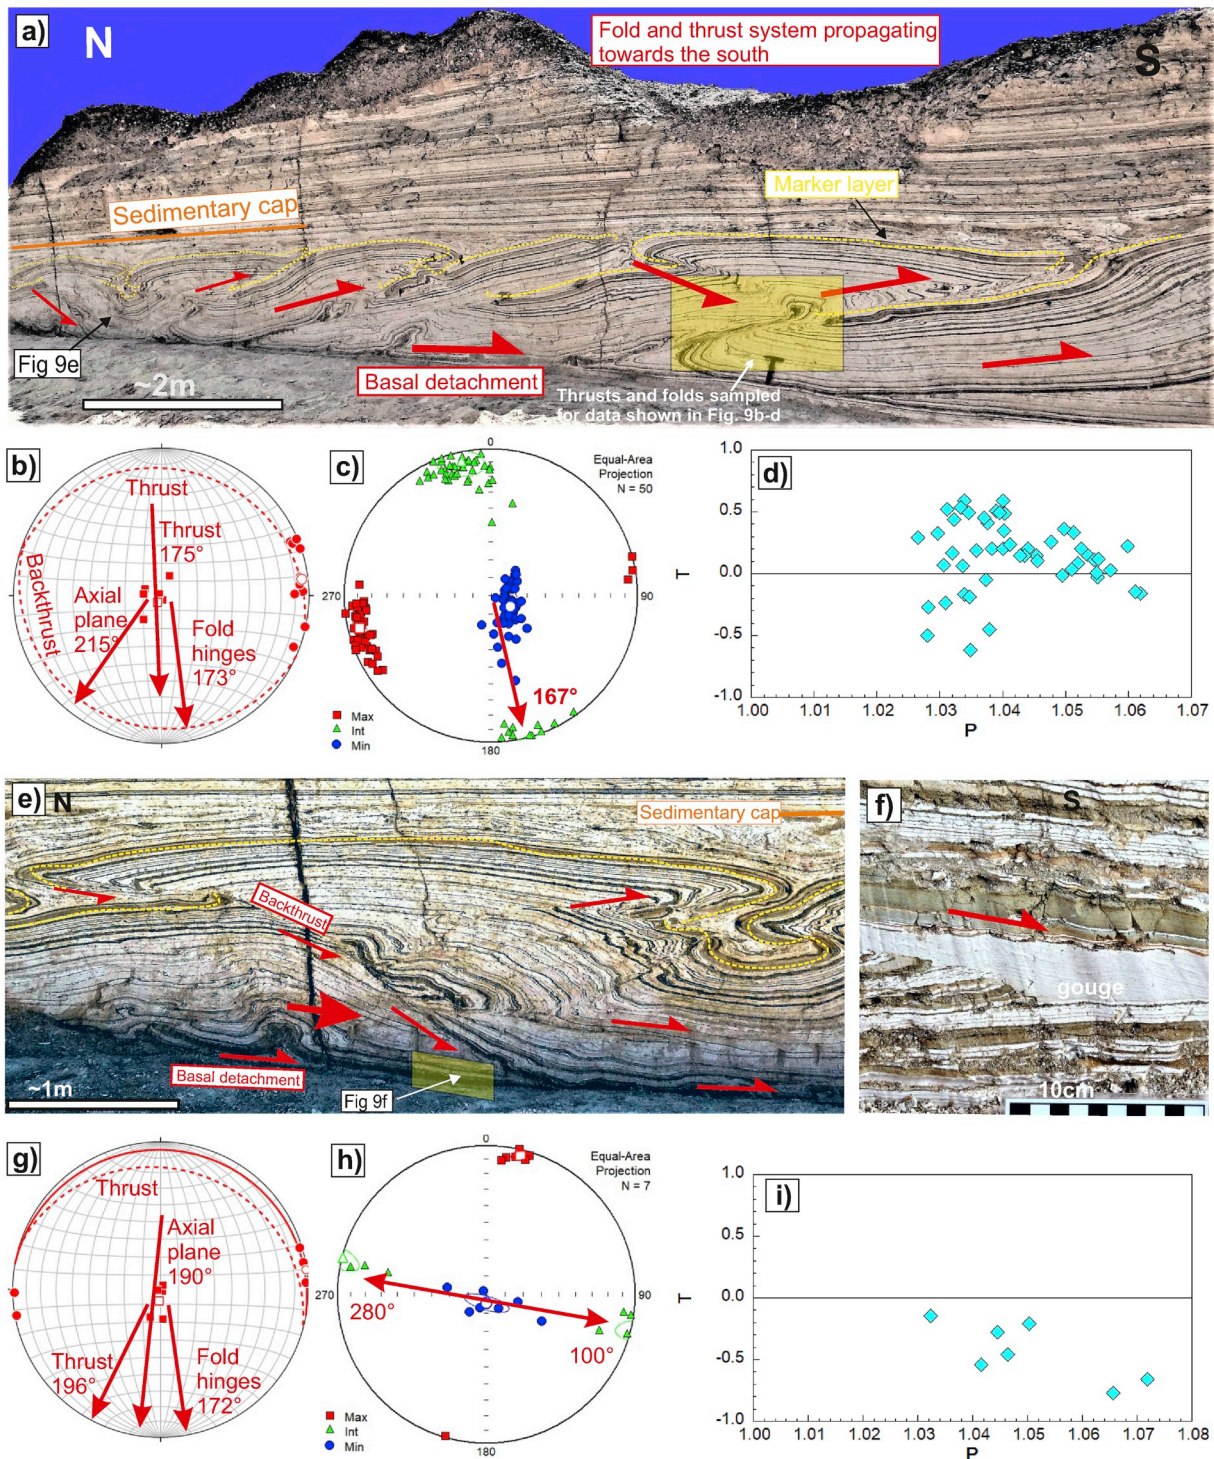 a)
N
Fold and thrust system propagating
towards the south
S
Marker layer
Sedimentary cap
Fig 9e
~2m
Basal detachment
Thrusts and folds sampled
for data shown in Fig. 9b-d
b)
Thrust
Thrust
175°
Backthrust
Axial
plane
215°
Fold
hinges
173°
c)
0
Equal-Area
Projection
N = 50
270
90
167°
Max
Int
Min
180
d)
1.0
0.5
0.0
-0.5
-1.0
T
1.00 1.01 1.02 1.03 1.04 1.05 1.06 1.07
P
e)
N
Sedimentary cap
Backthrust
Basal detachment
~1m
Fig 9f
f)
S
gouge
10cm
g)
Thrust
Axial
plane
190°
Thrust
196°
Fold
hinges
172°
h)
0
Equal-Area
Projection
N = 7
270
90
280°
100°
Max
Int
Min
180
i)
1.0
0.5
0.0
-0.5
-1.0
T
1.00 1.01 1.02 1.03 1.04 1.05 1.06 1.07 1.08
P